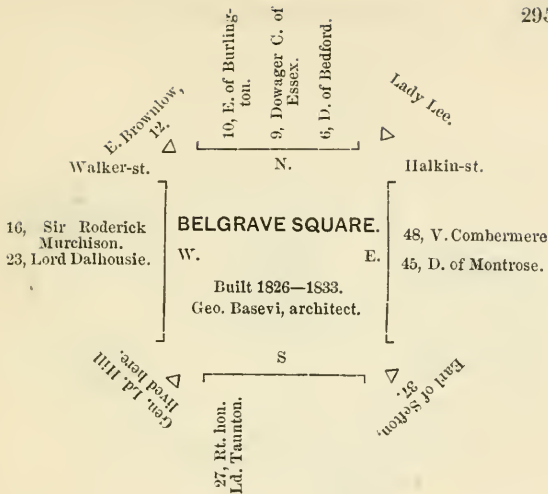 295
10, E. of Burling-
ton.
9, Dowager C. of
Essex.
6, D. of Bedford.
E. Brownlow,
12.
Lady Lee.
Walker-st.
N.
Halkin-st.
16, Sir Roderick
Murchison.
23, Lord Dalhousie.
BELGRAVE SQUARE.
W.
E.
Built 1826—1833.
Geo. Basevi, architect.
48, V. Combermere
45, D. of Montrose.
Gen. Ld. Hill
lived here.
S
Earl of Sefton,
37.
27, Rt. hon.
Ld. Taunton.